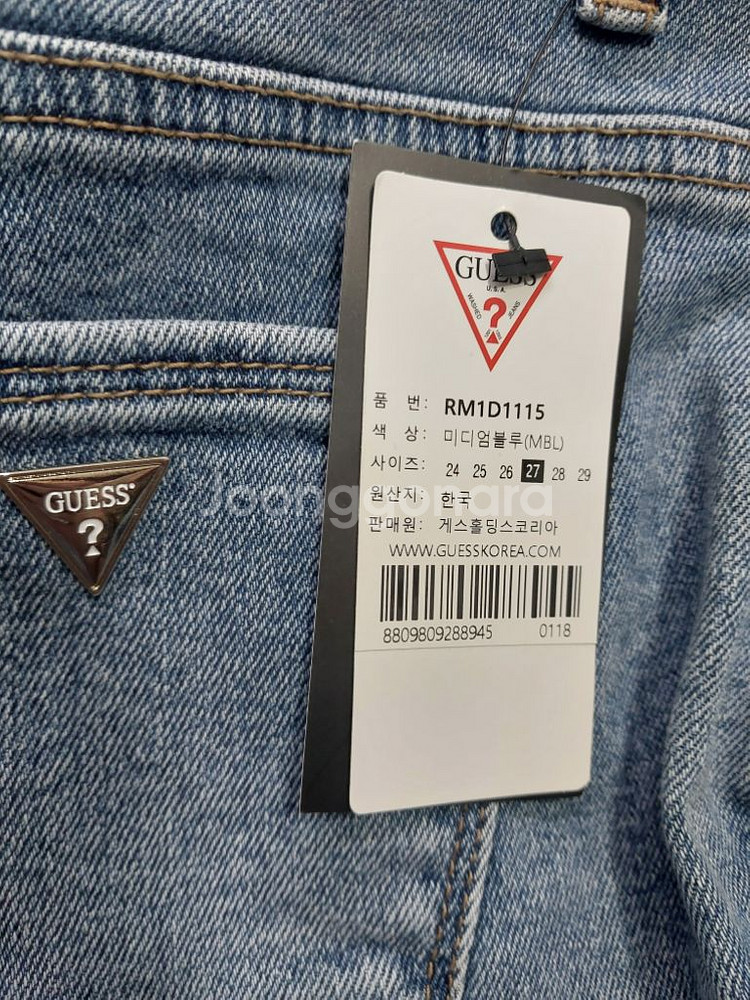 GUESS
U.S.A.
WASHED
?
JEANS
품 번: RM1D1115
색 상: 미디엄블루(MBL)
사이즈: 24 25 26 27 28 29
원산지: 한국
판매원: 게스홀딩스코리아
WWW.GUESSKOREA.COM
8809809288945 0118
GUESS
?
Joonggonara